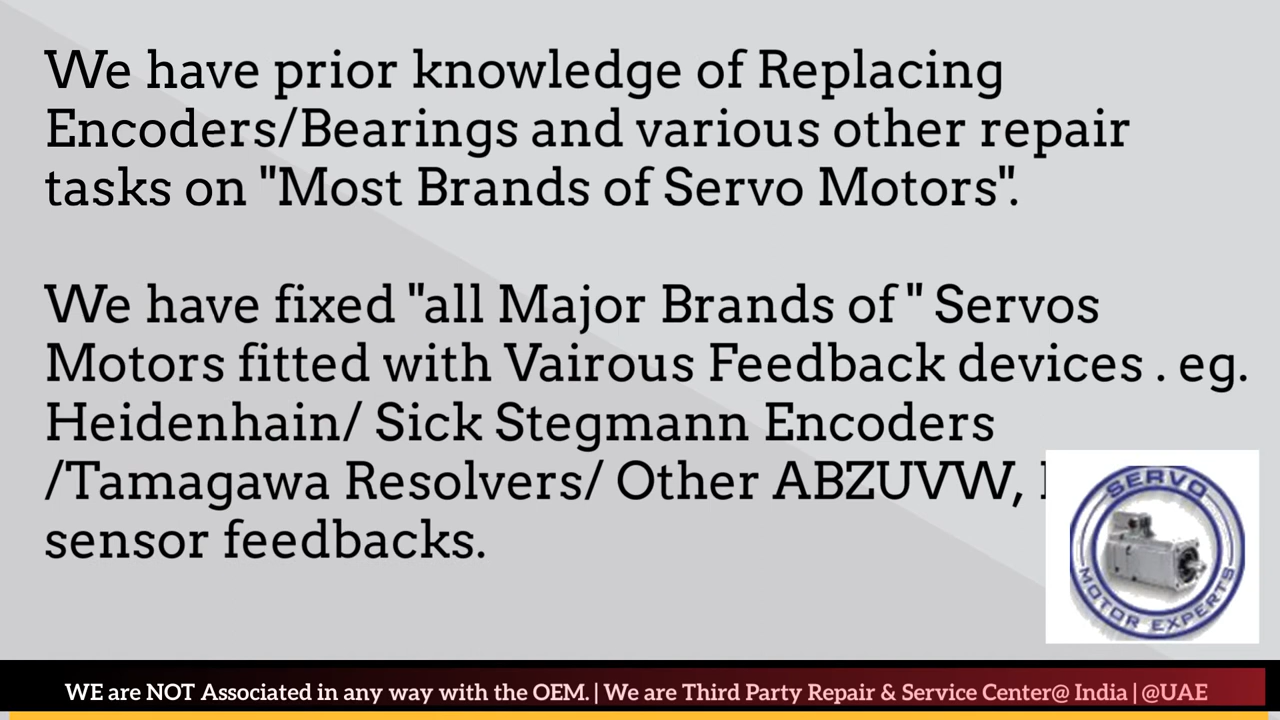 We have prior knowledge of Replacing
Encoders/Bearings and various other repair
tasks on "Most Brands of Servo Motors".
We have fixed "all Major Brands of " Servos
Motors fitted with Vairous Feedback devices . eg.
Heidenhain/ Sick Stegmann Encoders
/Tamagawa Resolvers/ Other ABZUVW,
sensor feedbacks.
SERVO
MOTOR EXPERTS
WE are NOT Associated in any way with the OEM. | We are Third Party Repair & Service Center@ India | @UAE